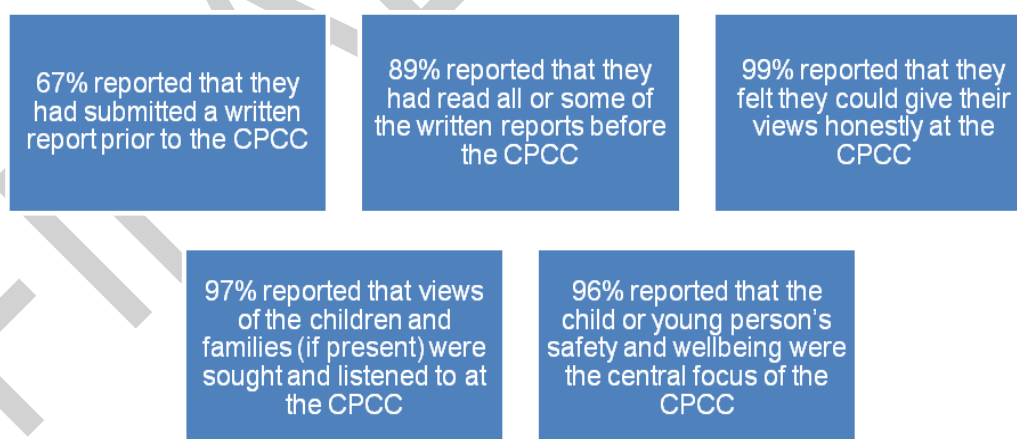 67% reported that they
had submitted a written
report prior to the CPCC
89% reported that they
had read all or some of
the written reports before
the CPCC
99% reported that they
felt they could give their
views honestly at the
CPCC
97% reported that views
of the children and
families (if present) were
sought and listened to at
the CPCC
96% reported that the
child or young person's
safety and wellbeing were
the central focus of the
CPCC